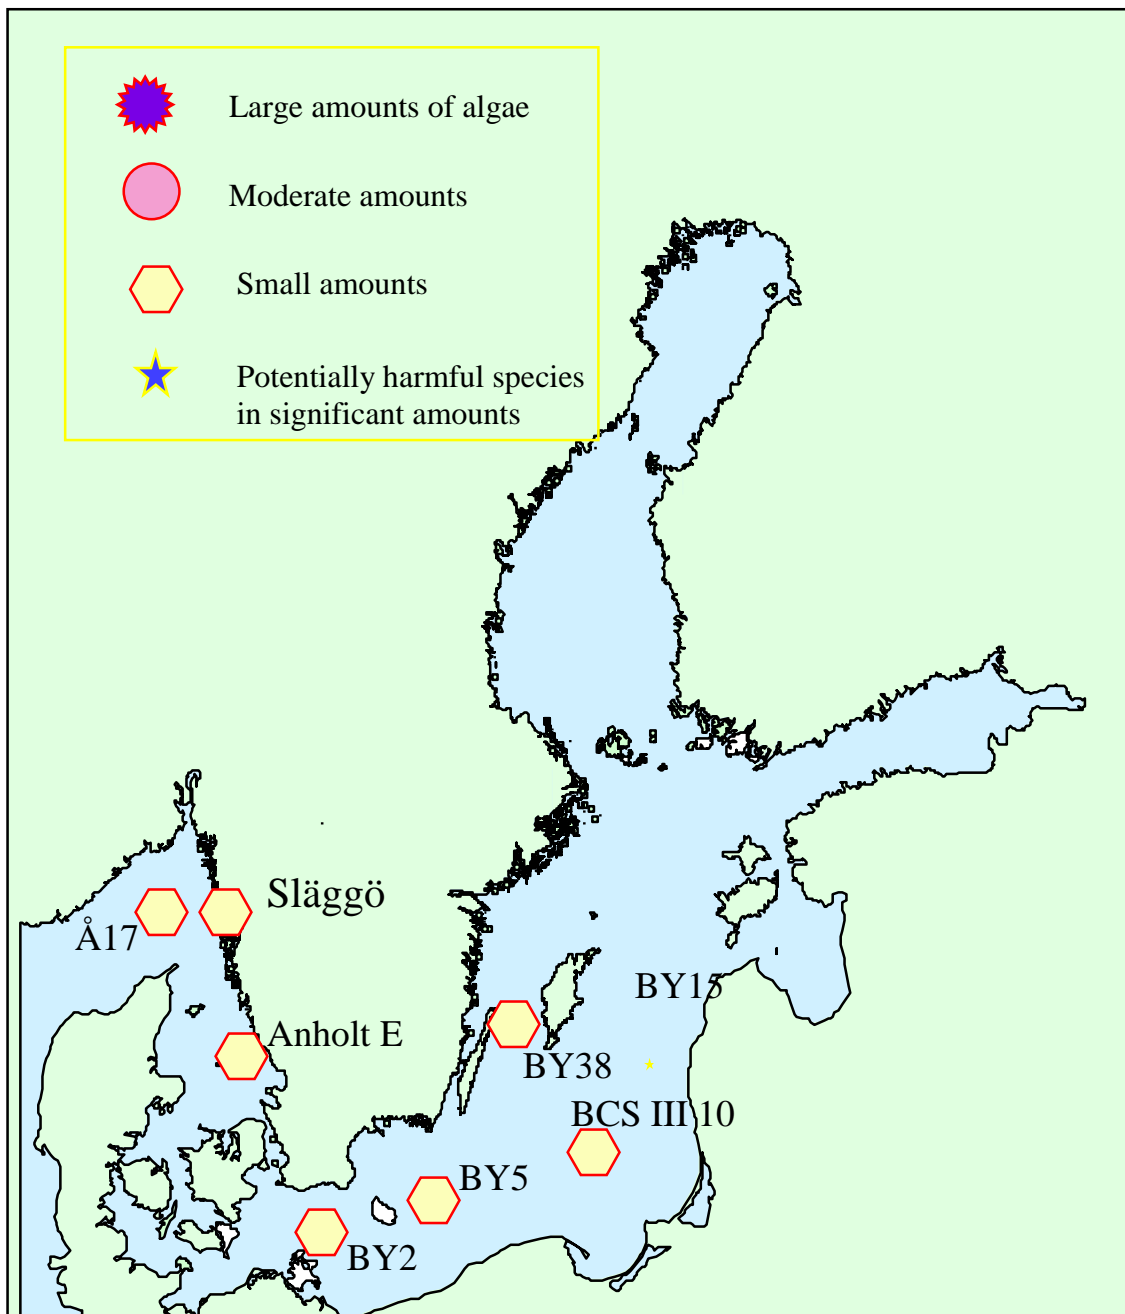 Large amounts of algae
Moderate amounts
Small amounts
Potentially harmful species
in significant amounts
Släggö
Å17
BY15
Anholt E
BY38
BCS III 10
BY5
BY2